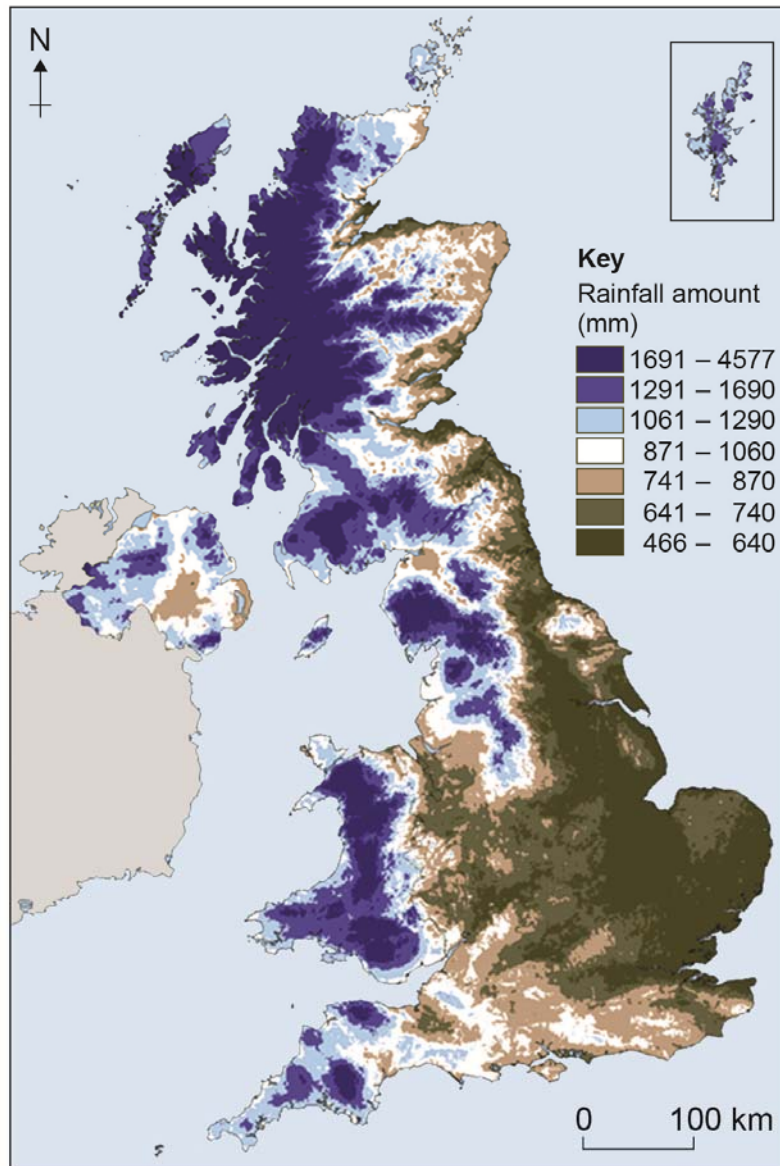 N
Key
Rainfall amount
(mm)
1691 – 4577
1291 – 1690
1061 – 1290
871 – 1060
741 – 870
641 – 740
466 – 640
0 100 km